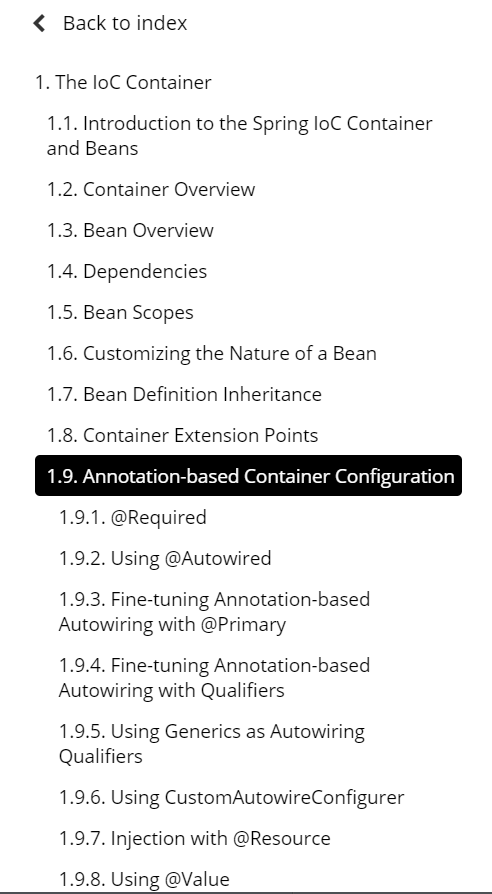 Back to index
1. The IoC Container
1.1. Introduction to the Spring IoC Container
and Beans
1.2. Container Overview
1.3. Bean Overview
1.4. Dependencies
1.5. Bean Scopes
1.6. Customizing the Nature of a Bean
1.7. Bean Definition Inheritance
1.8. Container Extension Points
1.9. Annotation-based Container Configuration
1.9.1. @Required
1.9.2. Using @Autowired
1.9.3. Fine-tuning Annotation-based
Autowiring with @Primary
1.9.4. Fine-tuning Annotation-based
Autowiring with Qualifiers
1.9.5. Using Generics as Autowiring
Qualifiers
1.9.6. Using CustomAutowireConfigurer
1.9.7. Injection with @Resource
1.9.8. Using @Value